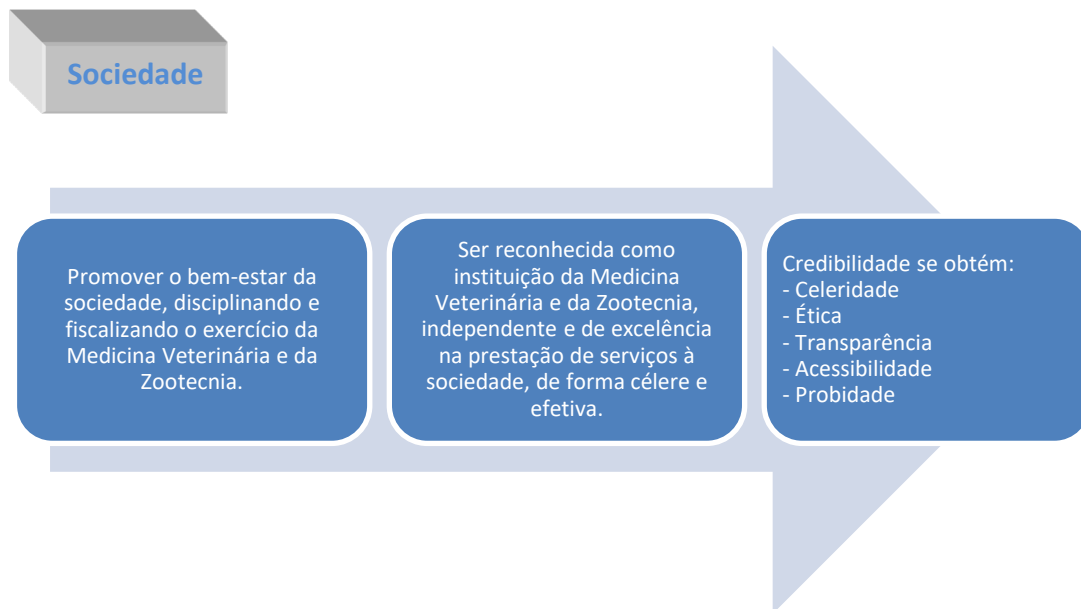 Sociedade
Promover o bem-estar da
sociedade, disciplinando e
fiscalizando o exercício da
Medicina Veterinária e da
Zootecnia.
Ser reconhecida como
instituição da Medicina
Veterinária e da Zootecnia,
independente e de excelência
na prestação de serviços à
sociedade, de forma célere e
efetiva.
Credibilidade se obtém:
- Celeridade
- Ética
- Transparência
- Acessibilidade
- Probidade